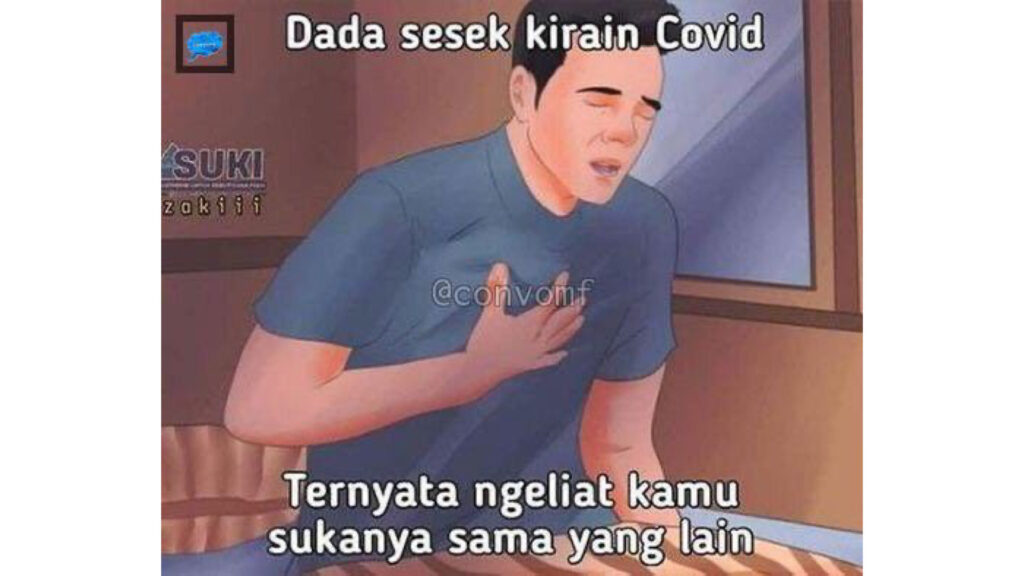 Dada sesek kirain Covid
SUKI
zakiii
@convomf
Ternyata ngeliat kamu
sukanya sama yang lain